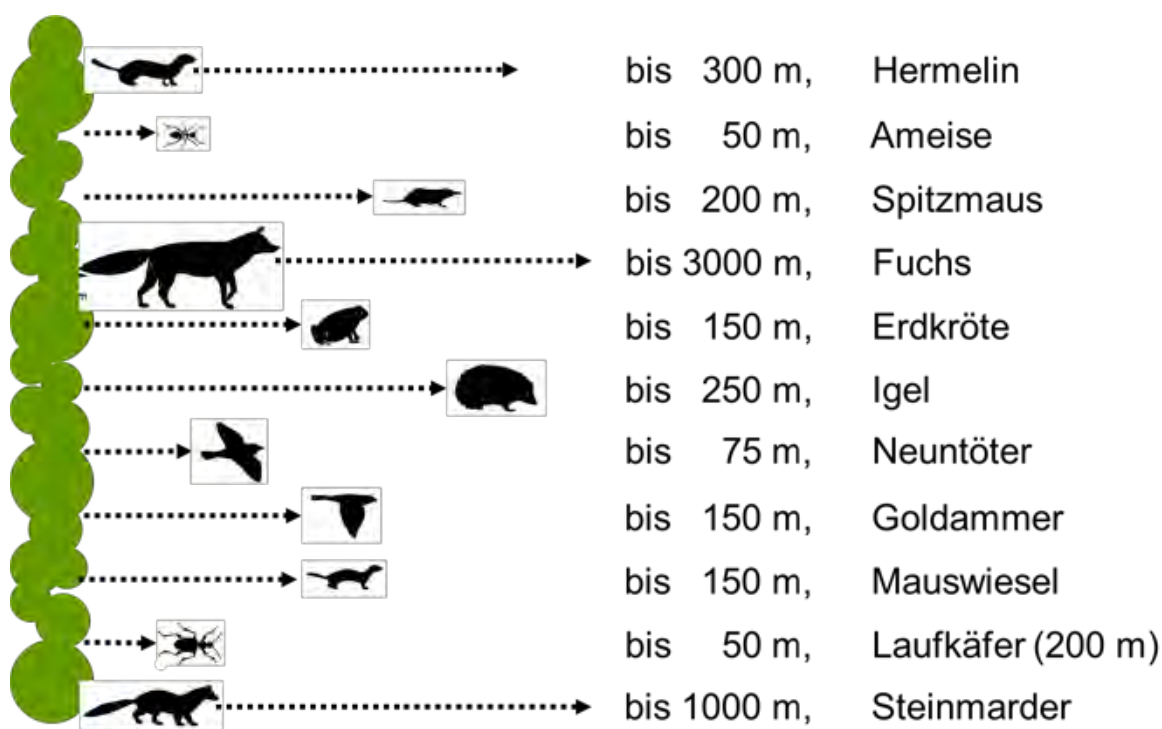 bis 300 m, Hermelin
bis 50 m, Ameise
bis 200 m, Spitzmaus
bis 3000 m, Fuchs
bis 150 m, Erdkröte
bis 250 m, Igel
bis 75 m, Neuntöter
bis 150 m, Goldammer
bis 150 m, Mauswiesel
bis 50 m, Laufkäfer (200 m)
bis 1000 m, Steinmarder